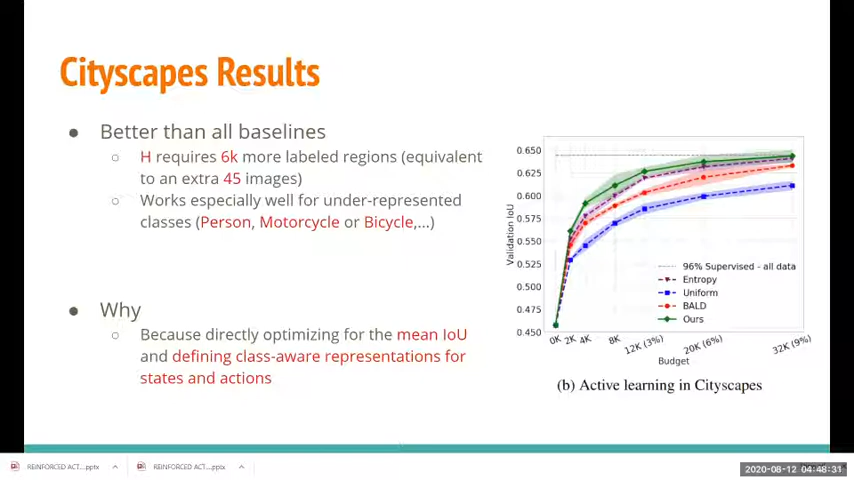 Cityscapes Results
● Better than all baselines
○ H requires 6k more labeled regions (equivalent
to an extra 45 images)
○ Works especially well for under-represented
classes (Person, Motorcycle or Bicycle,...)
● Why
○ Because directly optimizing for the mean IoU
and defining class-aware representations for
states and actions
0.650
0.625
0.600
0.575
0.550
0.525
0.500
0.475
0.450
Validation IoU
96% Supervised - all data
Entropy
Uniform
BALD
Ours
0K 2K 4K 8K 12K (3%) 20K (6%) 32K (9%)
Budget
(b) Active learning in Cityscapes
REINFORCED ACT....pptx
REINFORCED ACT....pptx
2020-08-12 04:48:31